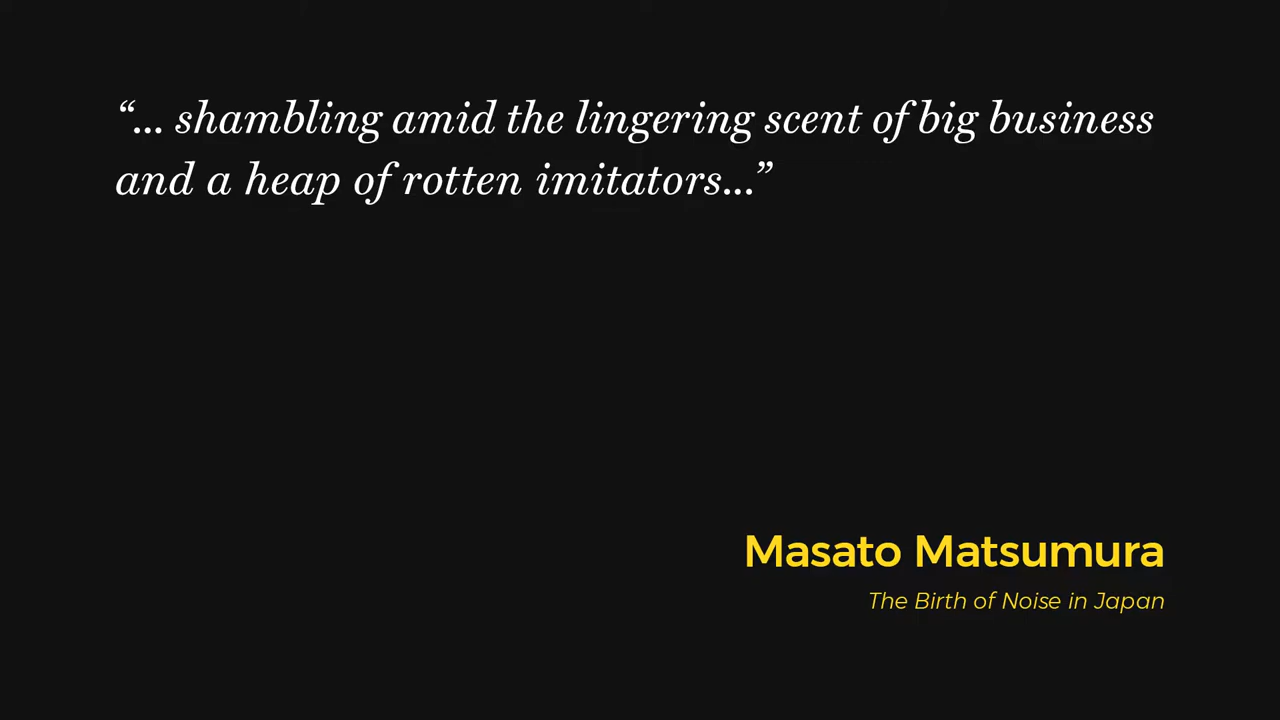 “... shambling amid the lingering scent of big business
and a heap of rotten imitators...”
Masato Matsumura
The Birth of Noise in Japan